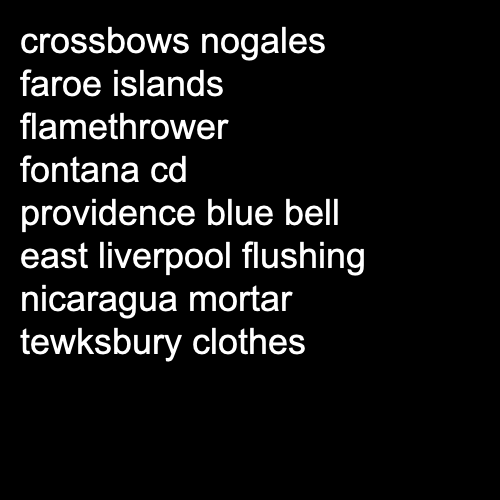 crossbows nogales
faroe islands
flamethrower
fontana cd
providence blue bell
east liverpool flushing
nicaragua mortar
tewksbury clothes